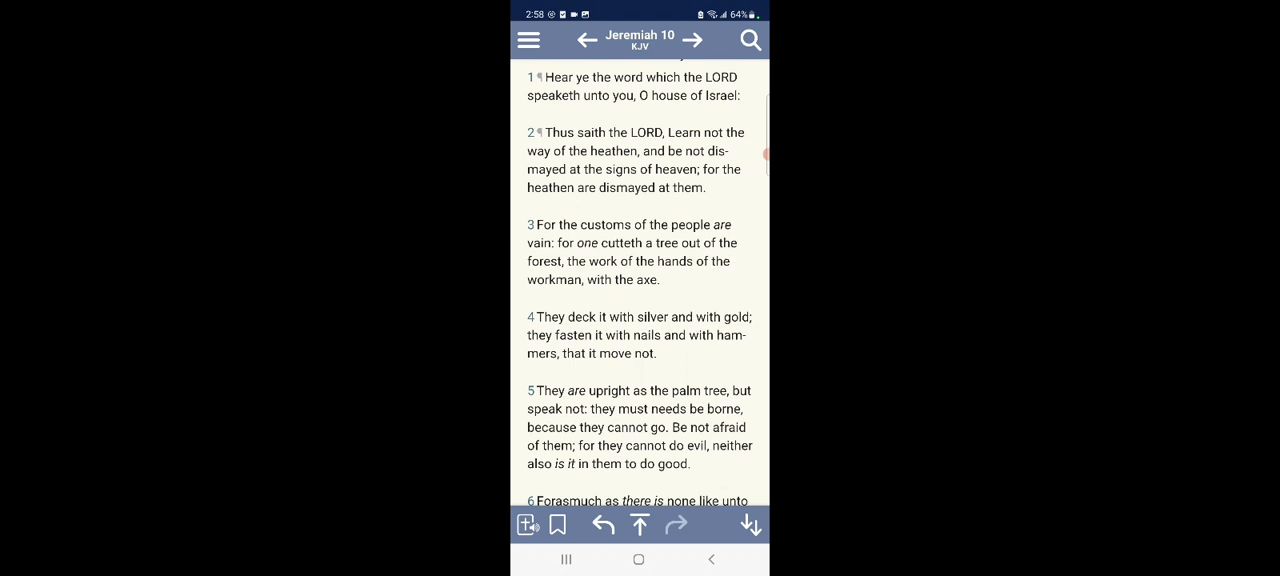 2:58 64%
Jeremiah 10
KJV
1 ¶ Hear ye the word which the LORD
speaketh unto you, O house of Israel:
2 ¶ Thus saith the LORD, Learn not the
way of the heathen, and be not dis-
mayed at the signs of heaven; for the
heathen are dismayed at them.
3 For the customs of the people are
vain: for one cutteth a tree out of the
forest, the work of the hands of the
workman, with the axe.
4 They deck it with silver and with gold;
they fasten it with nails and with ham-
mers, that it move not.
5 They are upright as the palm tree, but
speak not: they must needs be borne,
because they cannot go. Be not afraid
of them; for they cannot do evil, neither
also is it in them to do good.
6 Forasmuch as there is none like unto